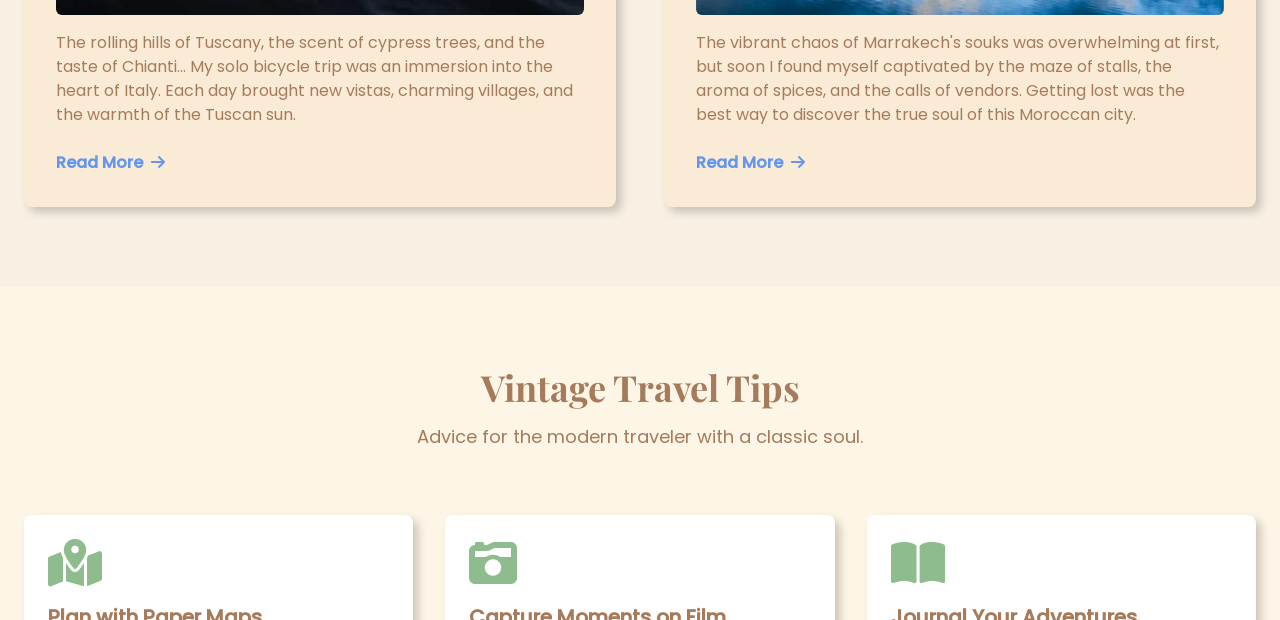 The rolling hills of Tuscany, the scent of cypress trees, and the
taste of Chianti... My solo bicycle trip was an immersion into the
heart of Italy. Each day brought new vistas, charming villages, and
the warmth of the Tuscan sun.
Read More
The vibrant chaos of Marrakech's souks was overwhelming at first,
but soon I found myself captivated by the maze of stalls, the
aroma of spices, and the calls of vendors. Getting lost was the
best way to discover the true soul of this Moroccan city.
Read More
Vintage Travel Tips
Advice for the modern traveler with a classic soul.
Plan with Paper Maps
Capture Moments on Film
Journal Your Adventures